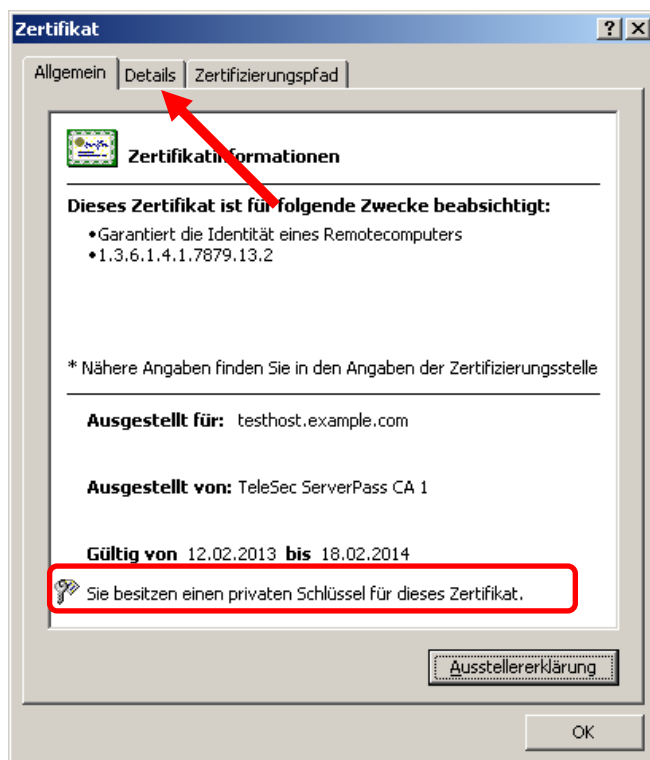 Zertifikat
Allgemein Details Zertifizierungspfad
Zertifikatinformationen
Dieses Zertifikat ist für folgende Zwecke beabsichtigt:
•Garantiert die Identität eines Remotecomputers
•1.3.6.1.4.1.7879.13.2
* Nähere Angaben finden Sie in den Angaben der Zertifizierungsstelle
Ausgestellt für: testhost.example.com
Ausgestellt von: TeleSec ServerPass CA 1
Gültig von 12.02.2013 bis 18.02.2014
Sie besitzen einen privaten Schlüssel für dieses Zertifikat.
Ausstellererklärung
OK